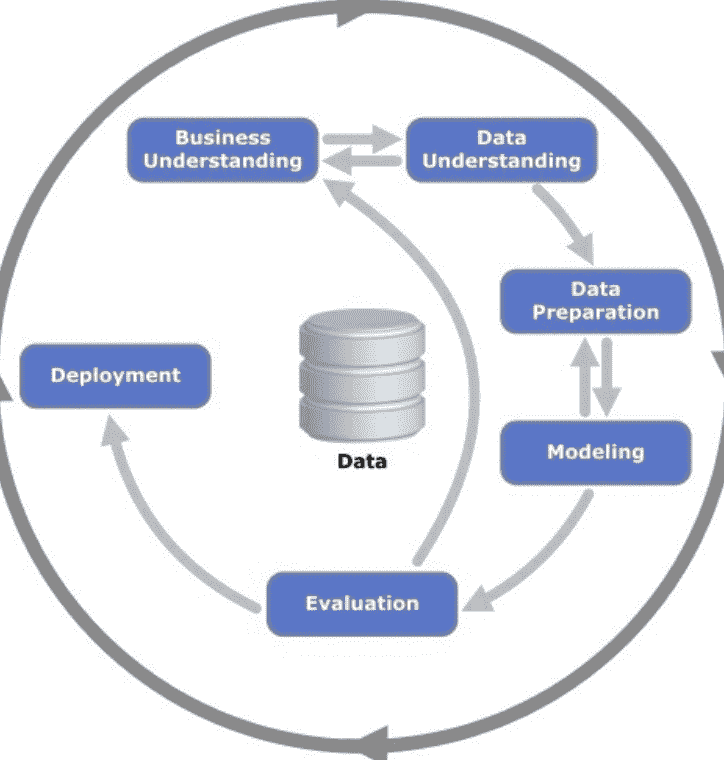 Business
Understanding
Data
Understanding
Data
Preparation
Deployment
Data
Modeling
Evaluation